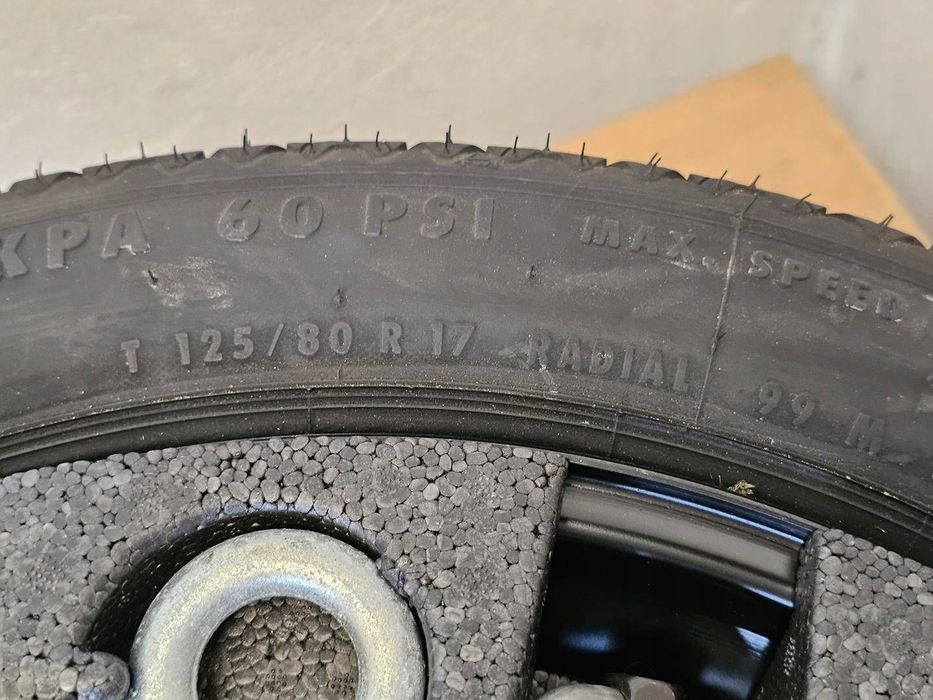 KPA 60 PSI MAX. SPEED
T 125/80 R 17 RADIAL 99 M